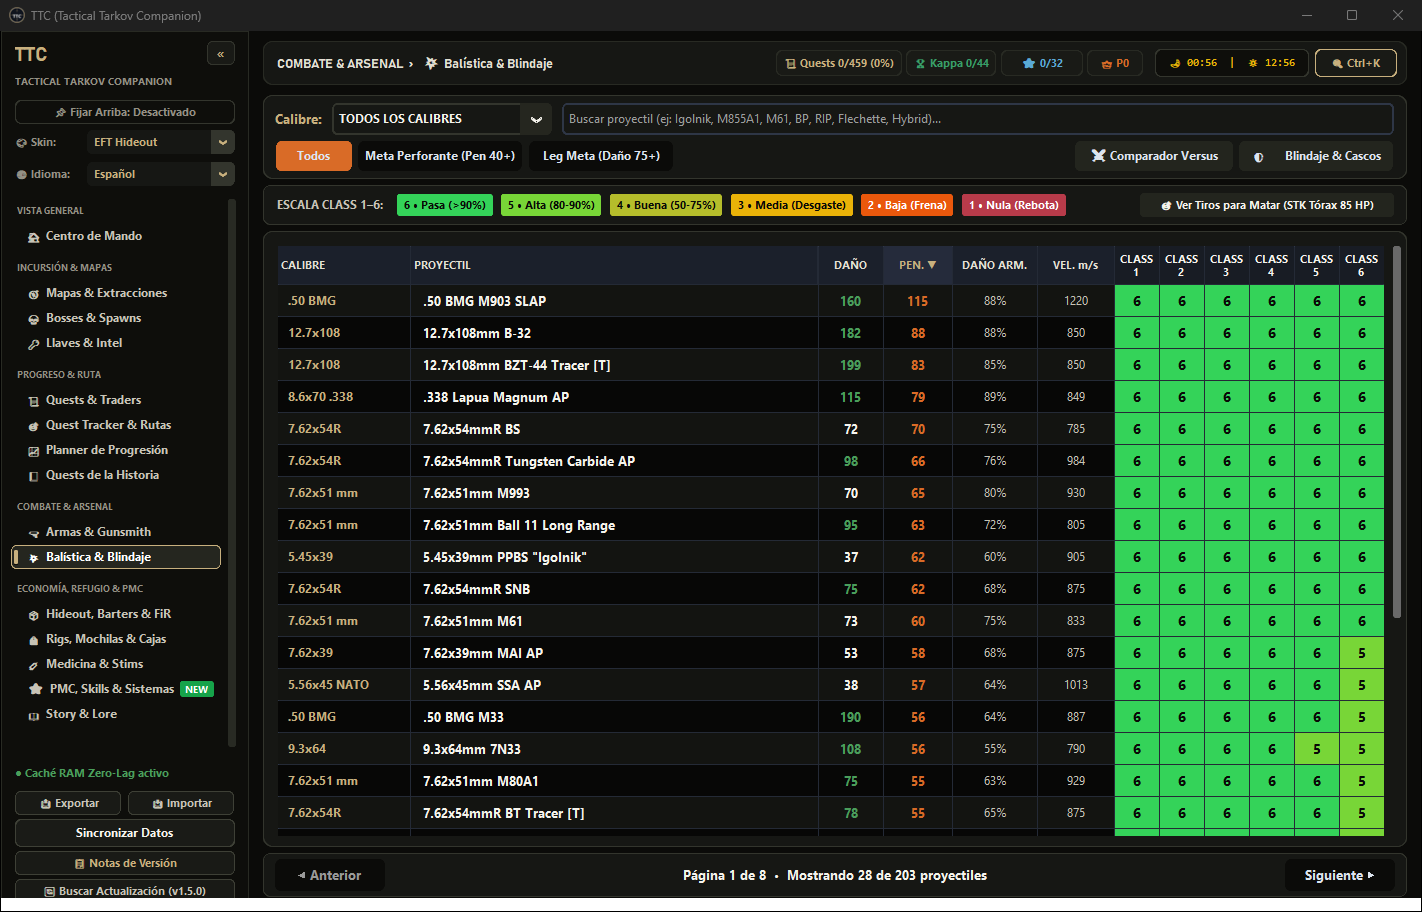 TTC (Tactical Tarkov Companion)
TTC
«
TACTICAL TARKOV COMPANION
Fijar Arriba: Desactivado
Skin: EFT Hideout
Idioma: Español
VISTA GENERAL
Centro de Mando
INCURSIÓN & MAPAS
Mapas & Extracciones
Bosses & Spawns
Llaves & Intel
PROGRESO & RUTA
Quests & Traders
Quest Tracker & Rutas
Planner de Progresión
Quests de la Historia
COMBATE & ARSENAL
Armas & Gunsmith
Balística & Blindaje
ECONOMÍA, REFUGIO & PMC
Hideout, Barters & FiR
Rigs, Mochilas & Cajas
Medicina & Stims
PMC, Skills & Sistemas NEW
Story & Lore
• Caché RAM Zero-Lag activo
Exportar Importar
Sincronizar Datos
Notas de Versión
Buscar Actualización (v1.5.0)
COMBATE & ARSENAL › Balística & Blindaje
Quests 0/459 (0%) Kappa 0/44 0/32 P0 00:56 | 12:56 Ctrl+K
Calibre: TODOS LOS CALIBRES Buscar proyectil (ej: Igolnik, M855A1, M61, BP, RIP, Flechette, Hybrid)...
Todos Meta Perforante (Pen 40+) Leg Meta (Daño 75+) Comparador Versus Blindaje & Cascos
ESCALA CLASS 1–6: 6 • Pasa (>90%) 5 • Alta (80-90%) 4 • Buena (50-75%) 3 • Media (Desgaste) 2 • Baja (Frena) 1 • Nula (Rebota) Ver Tiros para Matar (STK Tórax 85 HP)
CALIBRE PROYECTIL DAÑO PEN. ▼ DAÑO ARM. VEL. m/s CLASS 1 CLASS 2 CLASS 3 CLASS 4 CLASS 5 CLASS 6
.50 BMG .50 BMG M903 SLAP 160 115 88% 1220 6 6 6 6 6 6
12.7x108 12.7x108mm B-32 182 88 88% 850 6 6 6 6 6 6
12.7x108 12.7x108mm BZT-44 Tracer [T] 199 83 85% 850 6 6 6 6 6 6
8.6x70 .338 .338 Lapua Magnum AP 115 79 89% 849 6 6 6 6 6 6
7.62x54R 7.62x54mmR BS 72 70 75% 785 6 6 6 6 6 6
7.62x54R 7.62x54mmR Tungsten Carbide AP 98 66 76% 984 6 6 6 6 6 6
7.62x51 mm 7.62x51mm M993 70 65 80% 930 6 6 6 6 6 6
7.62x51 mm 7.62x51mm Ball 11 Long Range 95 63 72% 805 6 6 6 6 6 6
5.45x39 5.45x39mm PPBS "Igolnik" 37 62 60% 905 6 6 6 6 6 6
7.62x54R 7.62x54mmR SNB 75 62 68% 875 6 6 6 6 6 6
7.62x51 mm 7.62x51mm M61 73 60 75% 833 6 6 6 6 6 6
7.62x39 7.62x39mm MAI AP 53 58 68% 875 6 6 6 6 6 5
5.56x45 NATO 5.56x45mm SSA AP 38 57 64% 1013 6 6 6 6 6 5
.50 BMG .50 BMG M33 190 56 64% 887 6 6 6 6 6 5
9.3x64 9.3x64mm 7N33 108 56 55% 790 6 6 6 6 5 5
7.62x51 mm 7.62x51mm M80A1 75 55 63% 929 6 6 6 6 6 5
7.62x54R 7.62x54mmR BT Tracer [T] 78 55 65% 875 6 6 6 6 6 5
◄ Anterior Página 1 de 8 • Mostrando 28 de 203 proyectiles Siguiente ►